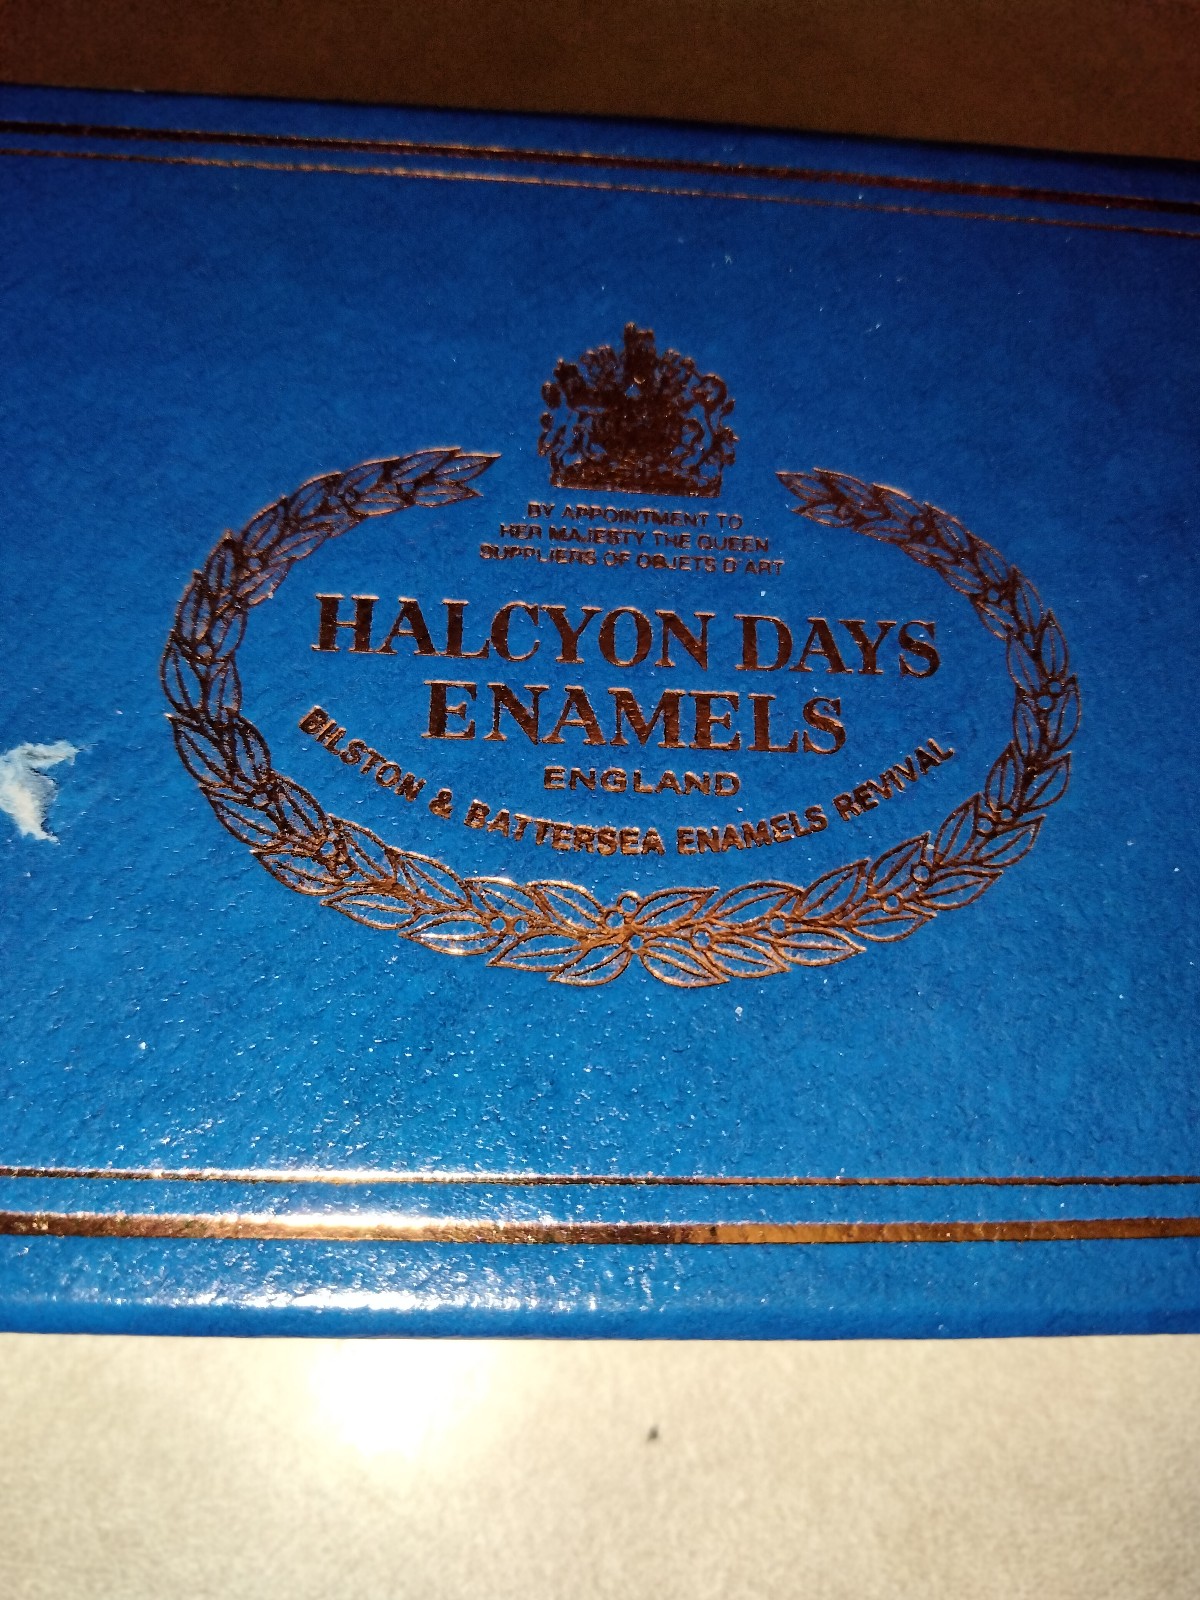 BY APPOINTMENT TO
HER MAJESTY THE QUEEN
SUPPLIERS OF OBJETS D'ART
HALCYON DAYS
ENAMELS
ENGLAND
BILSTON & BATTERSEA ENAMELS REVIVAL